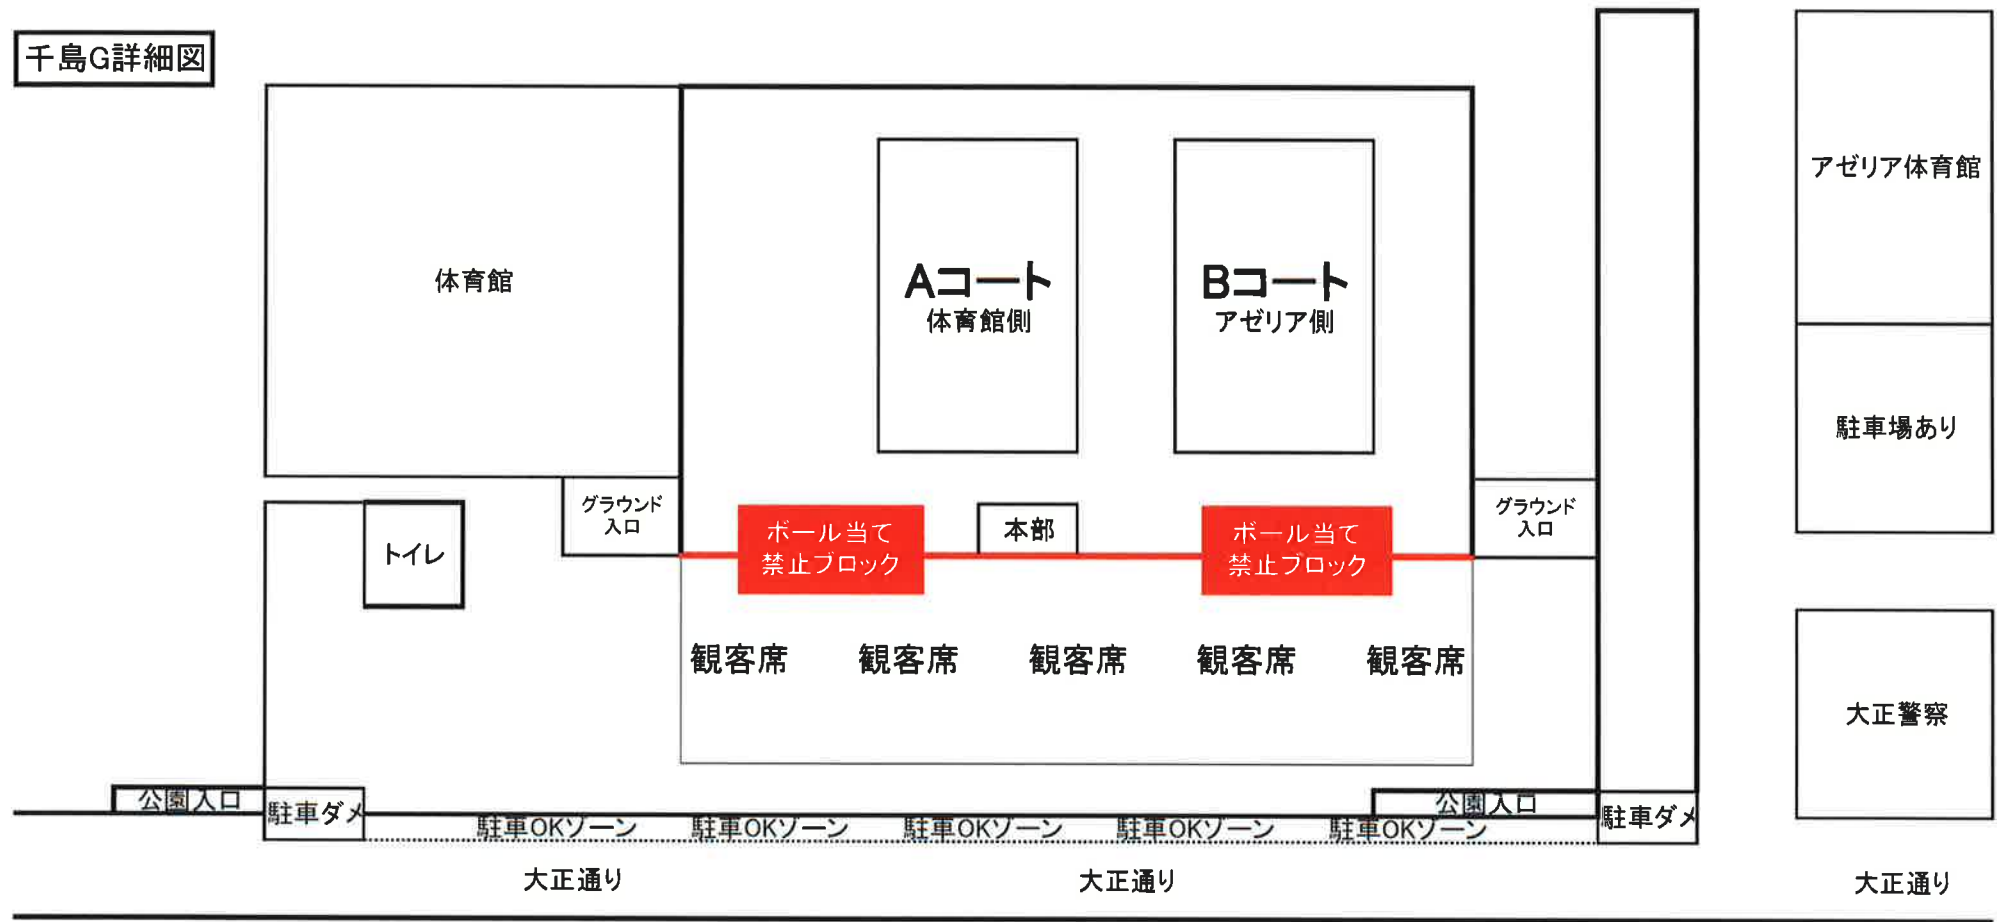 千島G詳細図
体育館
Aコート
体育館側
Bコート
アゼリア側
アゼリア体育館
駐車場あり
グラウンド
入口
トイレ
ボール当て
禁止ブロック
本部
ボール当て
禁止ブロック
グラウンド
入口
観客席 観客席 観客席 観客席 観客席
大正警察
公園入口
駐車ダメ
駐車OKゾーン 駐車OKゾーン 駐車OKゾーン 駐車OKゾーン 駐車OKゾーン
公園入口
駐車ダメ
大正通り 大正通り 大正通り